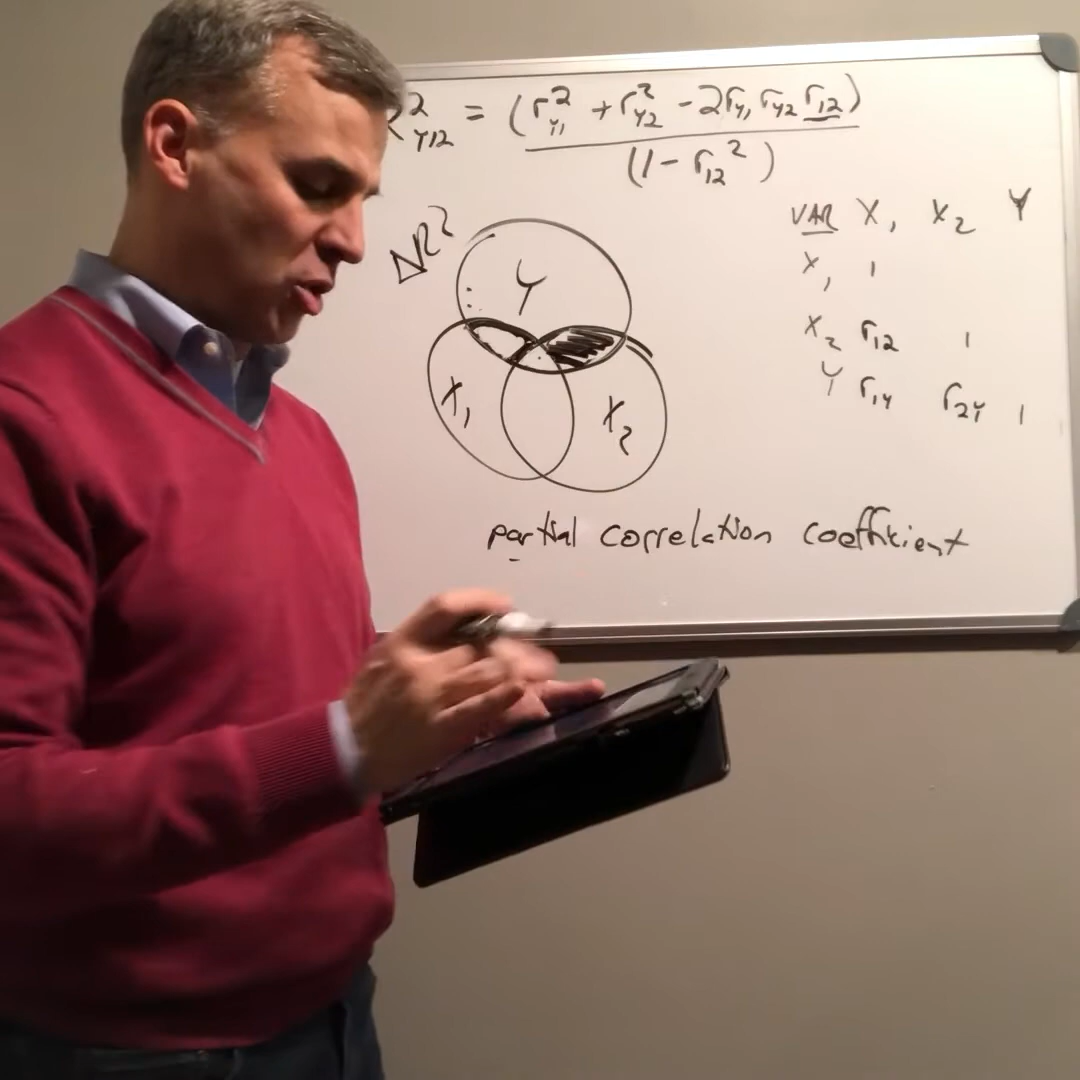 R²y12 = (r²y1 + r²y2 - 2ry1 ry2 r12)
(1 - r12²)
VAR X1 X2 Y
X1 1
X2 r12 1
Y r1Y r2Y 1
ΔR²
Y
X1 X2
partial correlation coefficient